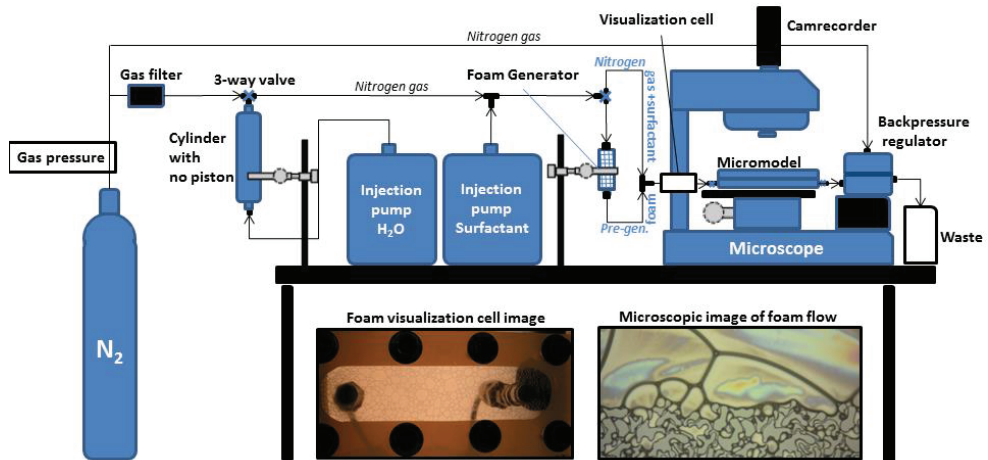 Nitrogen gas
Camrecorder
Visualization cell
Gas filter
3-way valve
Nitrogen gas
Foam Generator
Nitrogen
gas+surfactant
Cylinder
with
no piston
Gas pressure
Injection
pump
H₂O
Injection
pump
Surfactant
foam
Pre-gen.
Micromodel
Backpressure
regulator
Microscope
Waste
N₂
Foam visualization cell image
Microscopic image of foam flow